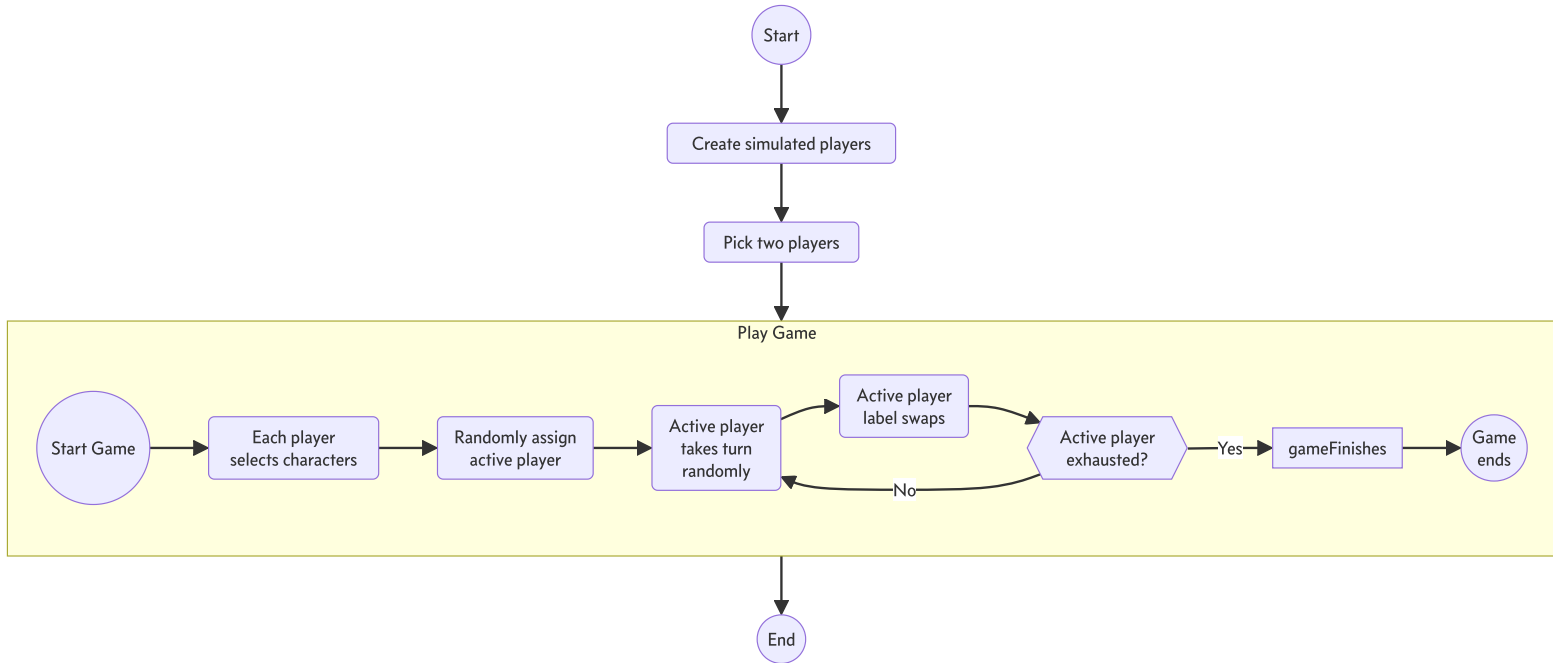 Start
Create simulated players
Pick two players
Play Game
Start Game
Each player
selects characters
Randomly assign
active player
Active player
takes turn
randomly
Active player
label swaps
Active player
exhausted?
Yes
No
gameFinishes
Game
ends
End